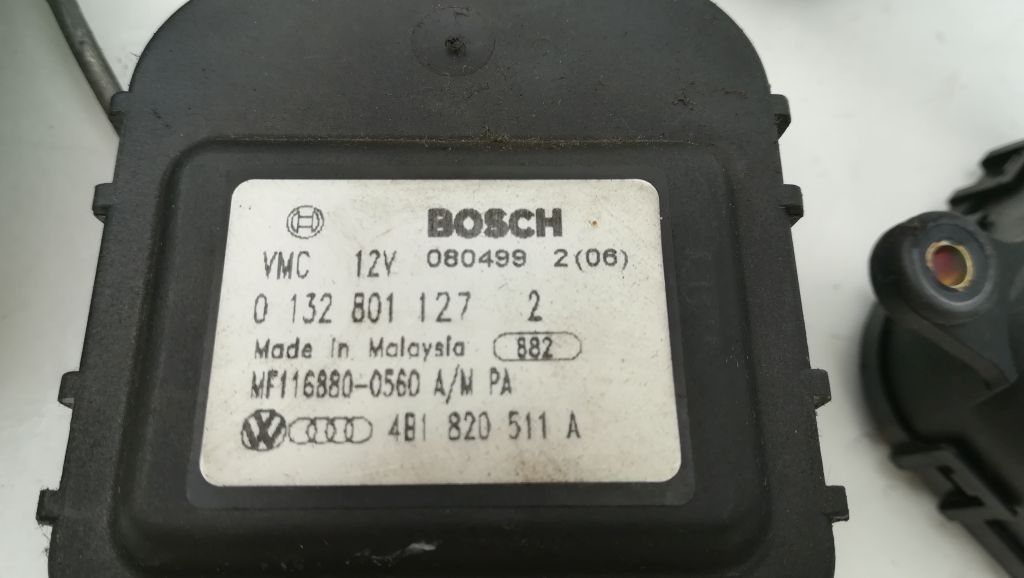 BOSCH
VMC 12V 080499 2(06)
0 132 801 127 2
Made in Malaysia 882
MF116880-0560 A/M PA
4B1 820 511 A